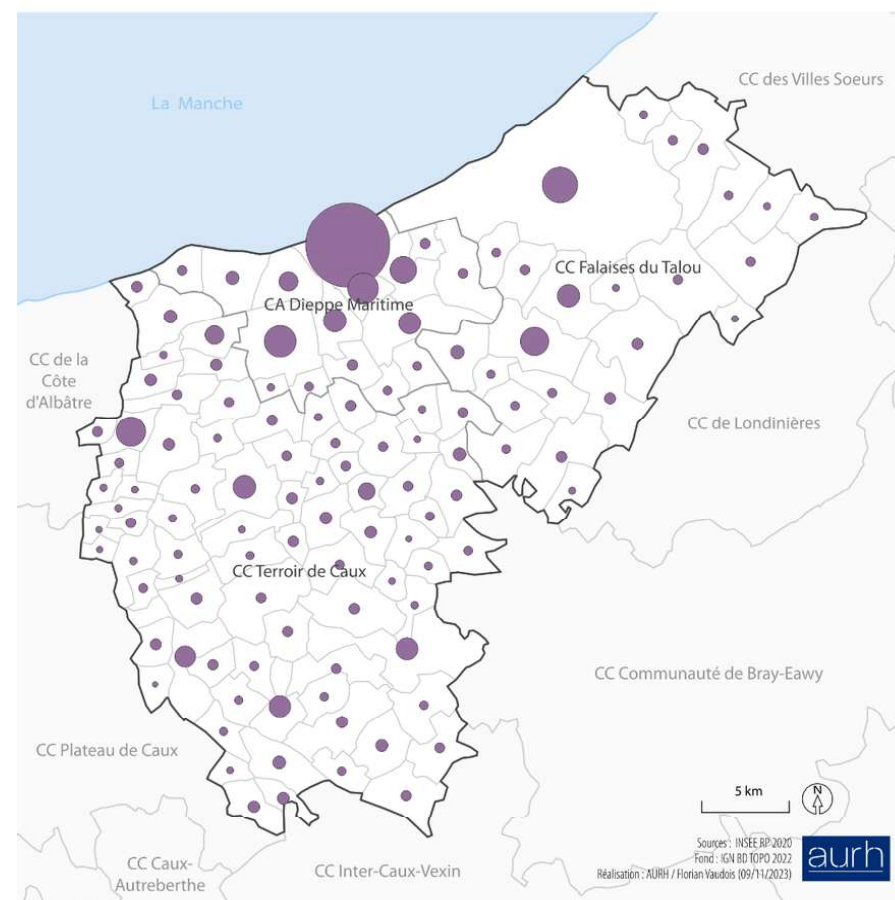 CC des Villes Soeurs
La Manche
CC Falaises du Talou
CA Dieppe Maritime
CC de la
Côte
d'Albâtre
CC de Londinières
CC Terroir de Caux
CC Communauté de Bray-Eawy
CC Plateau de Caux
5 km
N
Sources : INSEE RP 2020
Fond : IGN BD TOPO 2022
Réalisation : AURH / Florian Vaudois (09/11/2023)
aurh
CC Caux-
Autreberthe
CC Inter-Caux-Vexin